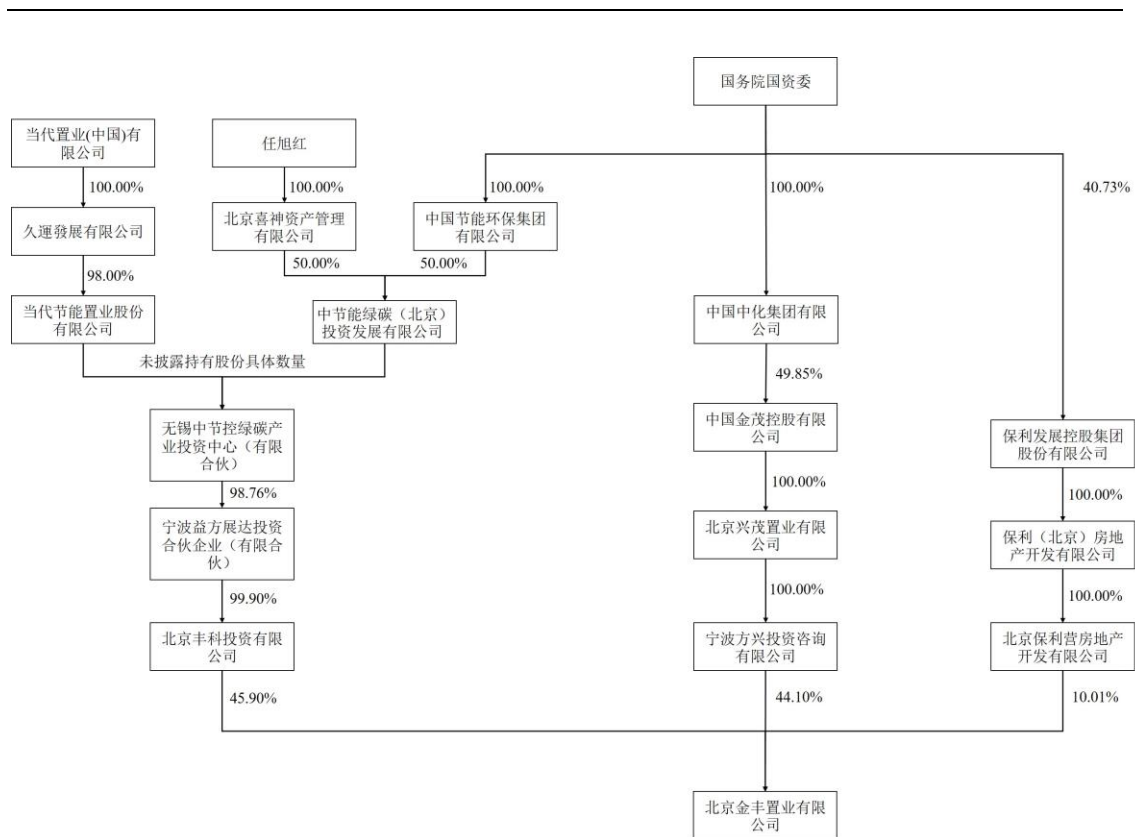 国务院国资委
当代置业(中国)有
限公司
任旭红
100.00%
100.00%
100.00%
100.00%
40.73%
久運發展有限公司
北京喜神资产管理
有限公司
中国节能环保集团
有限公司
98.00%
50.00%
50.00%
当代节能置业股份
有限公司
中节能绿碳（北京）
投资发展有限公司
中国中化集团有限
公司
未披露持有股份具体数量
49.85%
无锡中节控绿碳产
业投资中心（有限
合伙）
中国金茂控股有限
公司
保利发展控股集团
股份有限公司
98.76%
100.00%
100.00%
宁波益方展达投资
合伙企业（有限合
伙）
北京兴茂置业有限
公司
保利（北京）房地
产开发有限公司
99.90%
100.00%
100.00%
北京丰科投资有限
公司
宁波方兴投资咨询
有限公司
北京保利营房地产
开发有限公司
45.90%
44.10%
10.01%
北京金丰置业有限
公司